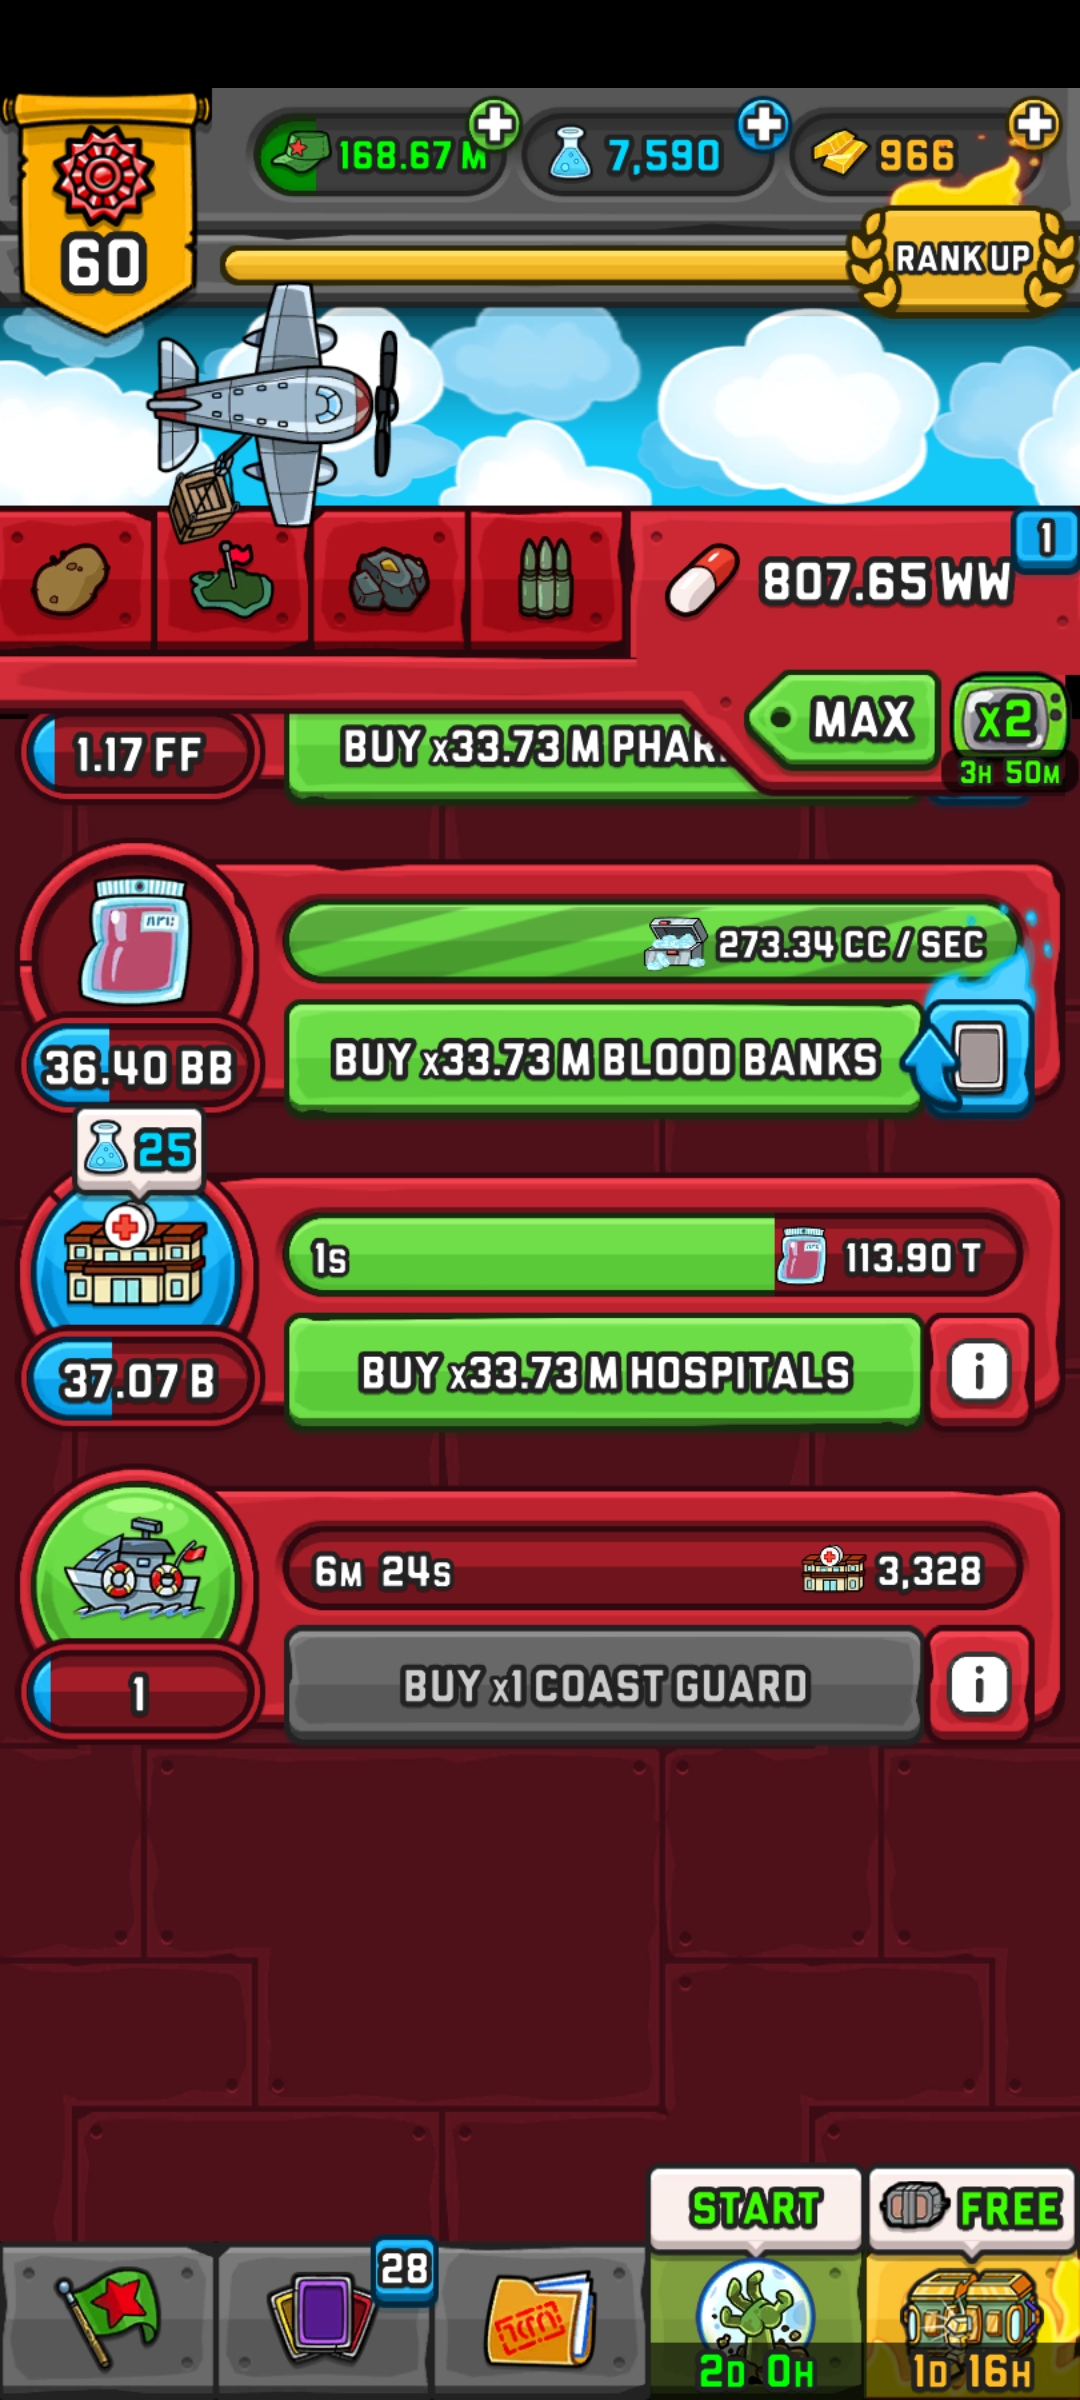 168.67 M
7,590
966
60
RANK UP
1
807.65 WW
MAX
x2
3H 50M
1.17 FF
BUY x33.73 M PHAR
273.34 CC / SEC
36.40 BB
BUY x33.73 M BLOOD BANKS
25
1S
113.90 T
37.07 B
BUY x33.73 M HOSPITALS
i
6M 24S
3,328
1
BUY x1 COAST GUARD
i
START
FREE
28
2D 0H
1D 16H